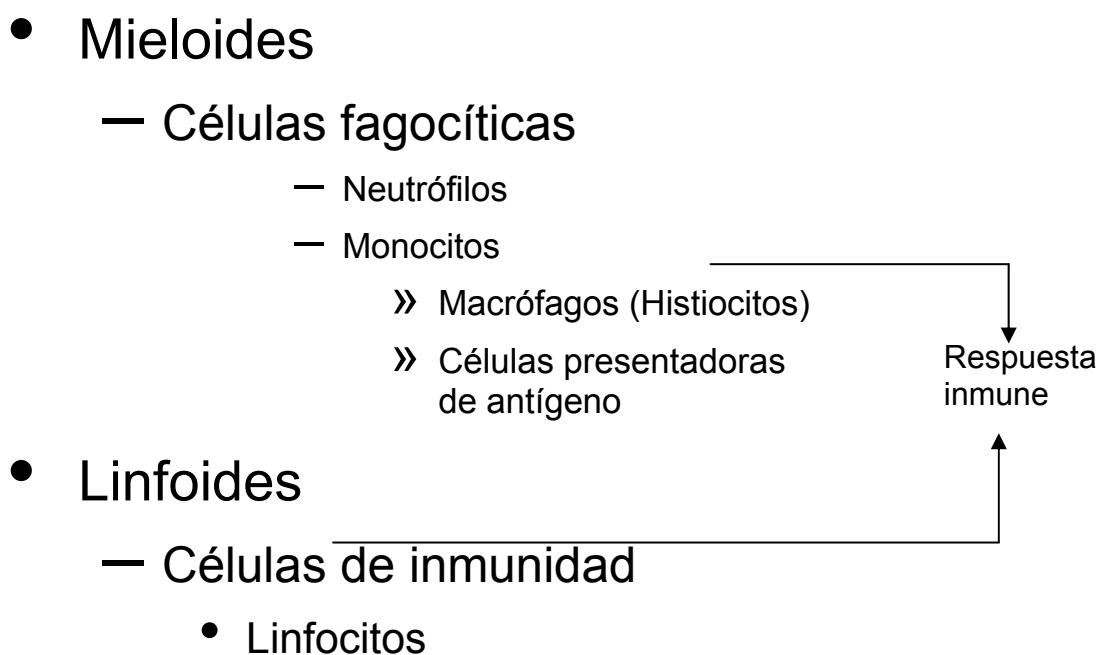 • Mieloides
– Células fagocíticas
– Neutrófilos
– Monocitos
» Macrófagos (Histiocitos)
» Células presentadoras
de antígeno
Respuesta
inmune
• Linfoides
– Células de inmunidad
• Linfocitos